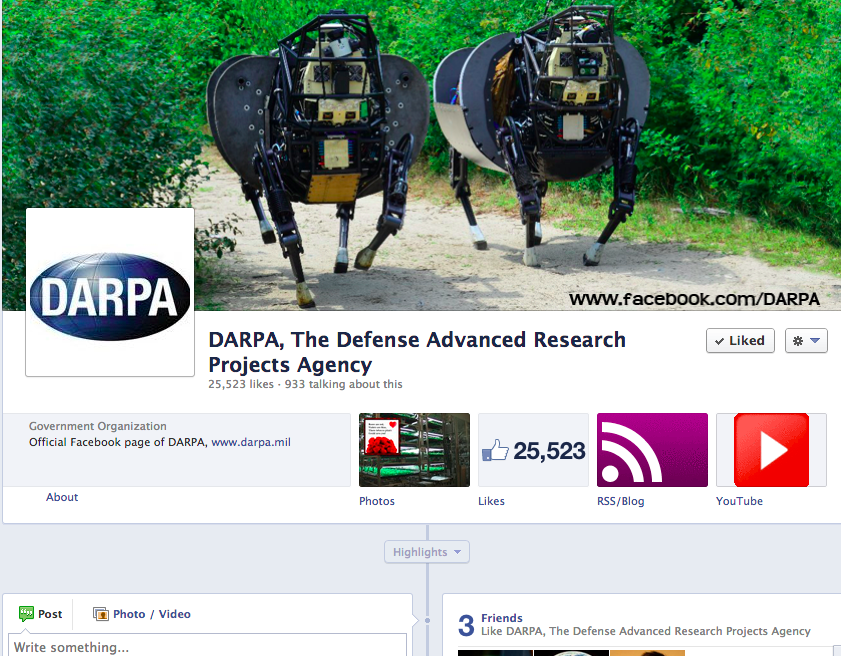 www.facebook.com/DARPA
DARPA
DARPA, The Defense Advanced Research
Projects Agency
25,523 likes · 933 talking about this
Liked
Government Organization
Official Facebook page of DARPA, www.darpa.mil
About
25,523
Photos
Likes
RSS/Blog
YouTube
Highlights
Post
Photo / Video
Write something...
3
Friends
Like DARPA, The Defense Advanced Research Projects Agency